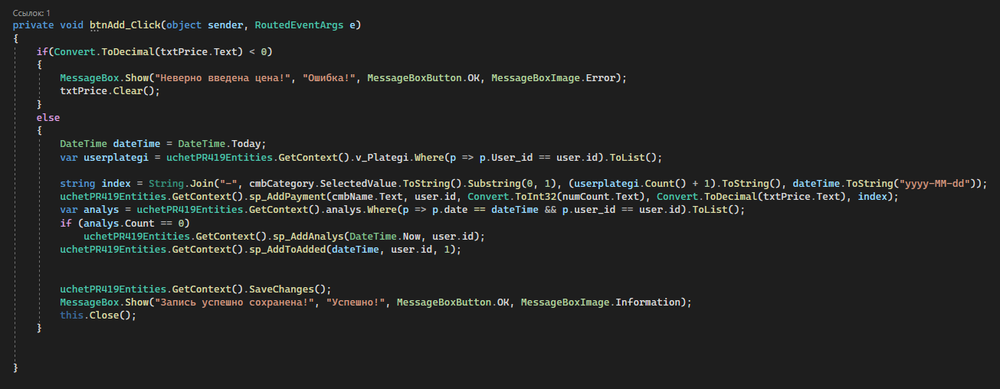 Ссылок: 1
private void btnAdd_Click(object sender, RoutedEventArgs e)
{
if(Convert.ToDecimal(txtPrice.Text) < 0)
{
MessageBox.Show("Неверно введена цена!", "Ошибка!", MessageBoxButton.OK, MessageBoxImage.Error);
txtPrice.Clear();
}
else
{
DateTime dateTime = DateTime.Today;
var userplategi = uchetPR419Entities.GetContext().v_Plategi.Where(p => p.User_id == user.id).ToList();
string index = String.Join("-", cmbCategory.SelectedValue.ToString().Substring(0, 1), (userplategi.Count() + 1).ToString(), dateTime.ToString("yyyy-MM-dd"));
uchetPR419Entities.GetContext().sp_AddPayment(cmbName.Text, user.id, Convert.ToInt32(numCount.Text), Convert.ToDecimal(txtPrice.Text), index);
var analys = uchetPR419Entities.GetContext().analys.Where(p => p.date == dateTime && p.user_id == user.id).ToList();
if (analys.Count == 0)
uchetPR419Entities.GetContext().sp_AddAnalys(DateTime.Now, user.id);
uchetPR419Entities.GetContext().sp_AddToAdded(dateTime, user.id, 1);
uchetPR419Entities.GetContext().SaveChanges();
MessageBox.Show("Запись успешно сохранена!", "Успешно!", MessageBoxButton.OK, MessageBoxImage.Information);
this.Close();
}
}